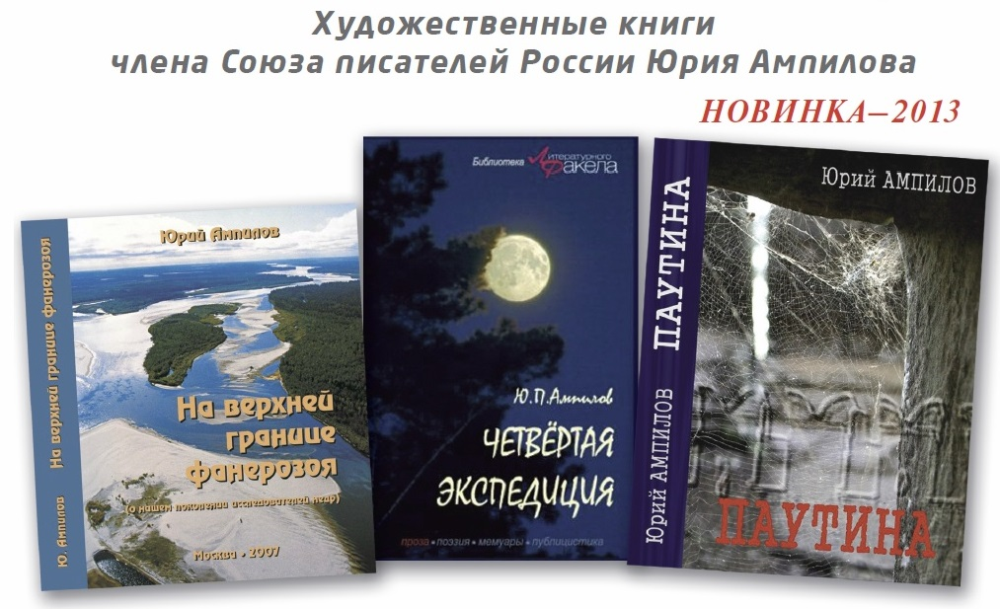 Художественные книги
члена Союза писателей России Юрия Ампилова
НОВИНКА–2013
На верхней границе фанерозоя
Ю. Ампилов
Юрий Ампилов
На верхней
границе
фанерозоя
(о нашем поколении исследователей недр)
Москва • 2007
Библиотека Литературного
Факела
Ю.П.Ампилов
ЧЕТВЁРТАЯ
ЭКСПЕДИЦИЯ
проза • поэзия • мемуары • публицистика
Юрий АМПИЛОВ ПАУТИНА
Юрий АМПИЛОВ
ПАУТИНА